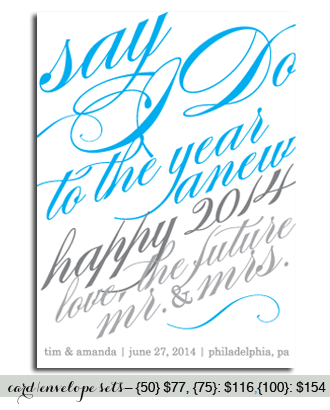 say
I Do
to the year
anew
happy 2014
love, the future
mr. & mrs.
tim & amanda | june 27, 2014 | philadelphia, pa
card/envelope sets – {50} $77, {75}: $116, {100}: $154